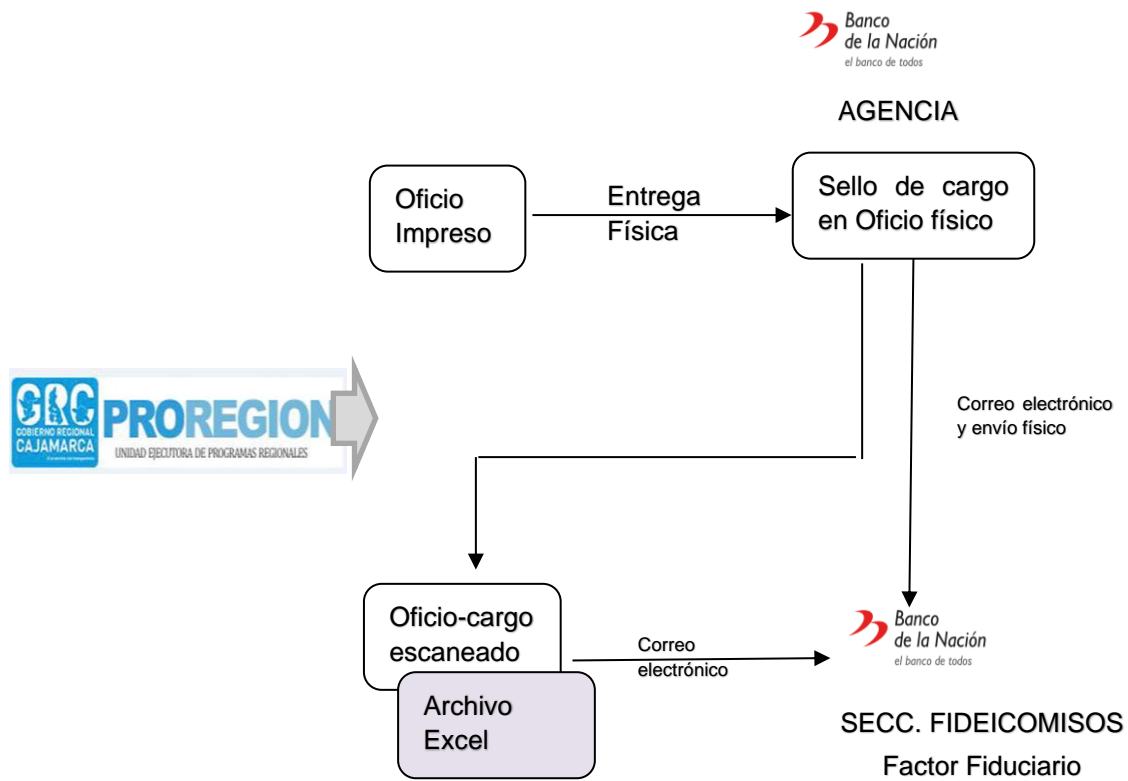 Banco
de la Nación
el banco de todos
AGENCIA
Oficio
Impreso
Entrega
Física
Sello de cargo
en Oficio físico
GRC
GOBIERNO REGIONAL
CAJAMARCA
PROREGION
UNIDAD EJECUTORA DE PROGRAMAS REGIONALES
Correo electrónico
y envío físico
Oficio-cargo
escaneado
Archivo
Excel
Correo
electrónico
Banco
de la Nación
el banco de todos
SECC. FIDEICOMISOS
Factor Fiduciario